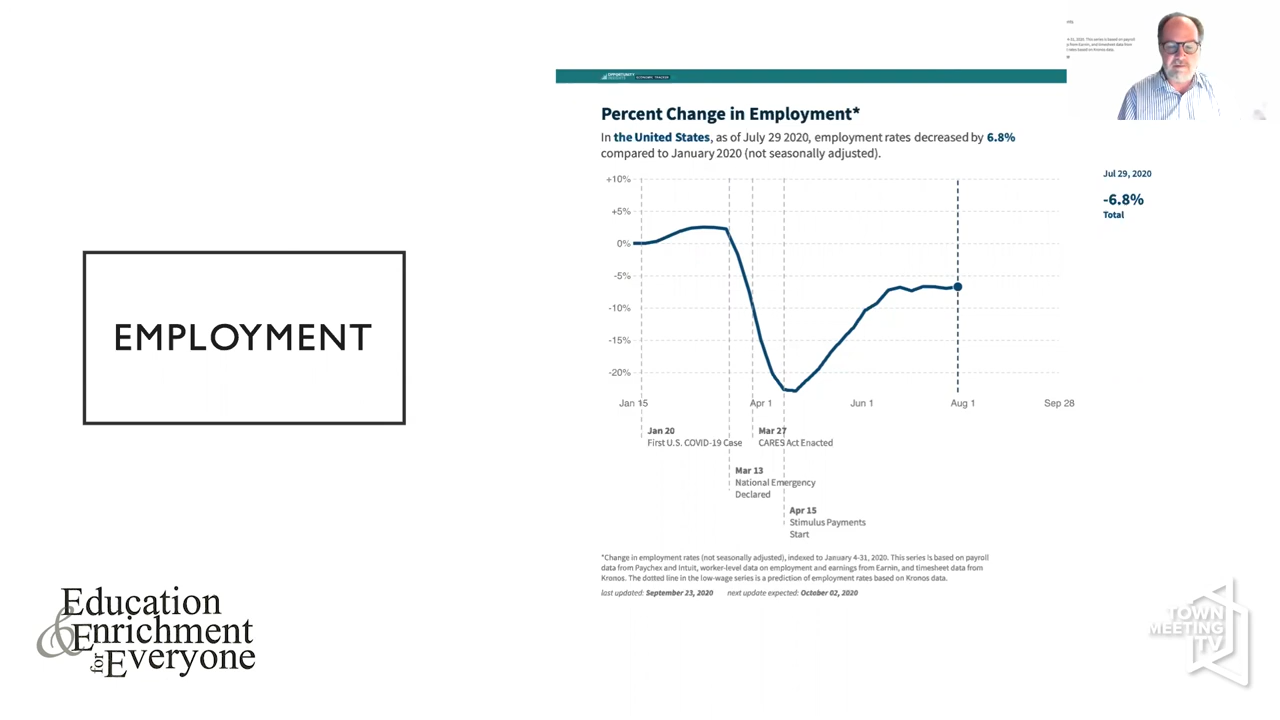 OPPORTUNITY
ECONOMIC TRACKER
Percent Change in Employment*
In the United States, as of July 29 2020, employment rates decreased by 6.8%
compared to January 2020 (not seasonally adjusted).
Jul 29, 2020
-6.8%
Total
+10%
+5%
0%
-5%
-10%
-15%
-20%
Jan 15
Apr 1
Jun 1
Aug 1
Sep 28
EMPLOYMENT
Jan 20
First U.S. COVID-19 Case
Mar 27
CARES Act Enacted
Mar 13
National Emergency
Declared
Apr 15
Stimulus Payments
Start
*Change in employment rates (not seasonally adjusted), indexed to January 4-31, 2020. This series is based on payroll
data from Paychex and Intuit, worker-level data on employment and earnings from Earnin, and timesheet data from
Kronos. The dotted line in the low-wage series is a prediction of employment rates based on Kronos data.
last updated: September 23, 2020 next update expected: October 02, 2020
Education
& Enrichment
for Everyone
TOWN
MEETING
TV